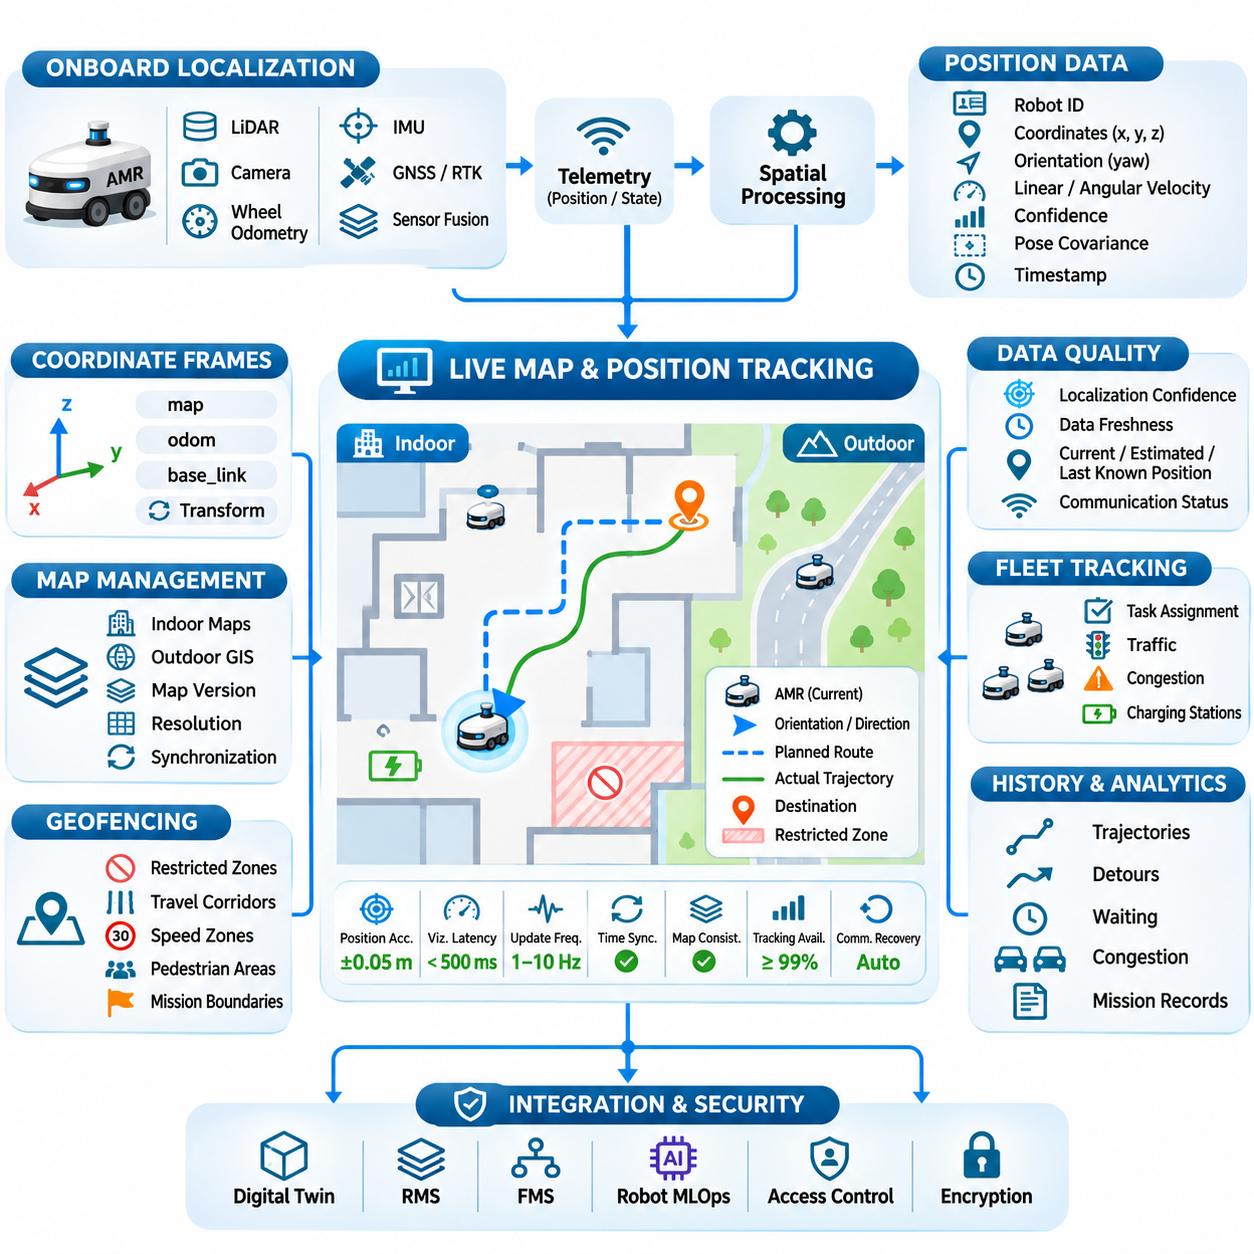 ONBOARD LOCALIZATION
AMR
LiDAR
Camera
Wheel
Odometry
IMU
GNSS / RTK
Sensor Fusion
Telemetry
(Position / State)
Spatial
Processing
POSITION DATA
Robot ID
Coordinates (x, y, z)
Orientation (yaw)
Linear / Angular Velocity
Confidence
Pose Covariance
Timestamp
COORDINATE FRAMES
z
y
x
map
odom
base_link
Transform
MAP MANAGEMENT
Indoor Maps
Outdoor GIS
Map Version
Resolution
Synchronization
GEOFENCING
Restricted Zones
Travel Corridors
30
Speed Zones
Pedestrian Areas
Mission Boundaries
LIVE MAP & POSITION TRACKING
Indoor
Outdoor
AMR (Current)
Orientation / Direction
Planned Route
Actual Trajectory
Destination
Restricted Zone
Position Acc.
±0.05 m
Viz. Latency
< 500 ms
Update Freq.
1–10 Hz
Time Sync.
Map Consist.
Tracking Avail.
≥ 99%
Comm. Recovery
Auto
DATA QUALITY
Localization Confidence
Data Freshness
Current / Estimated /
Last Known Position
Communication Status
FLEET TRACKING
Task Assignment
Traffic
Congestion
Charging Stations
HISTORY & ANALYTICS
Trajectories
Detours
Waiting
Congestion
Mission Records
INTEGRATION & SECURITY
Digital Twin
RMS
FMS
AI
Robot MLOps
Access Control
Encryption